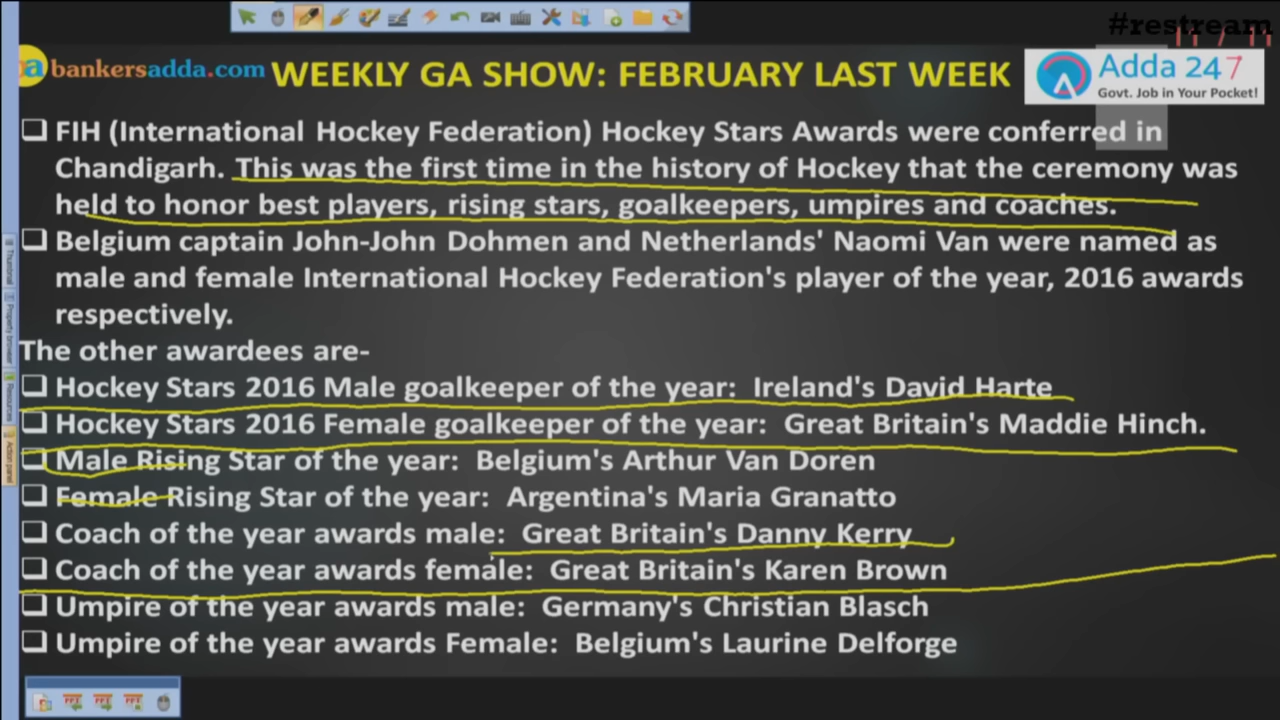 #restream
11 / 11
bankersadda.com WEEKLY GA SHOW: FEBRUARY LAST WEEK
Adda 247
Govt. Job in Your Pocket!
❑ FIH (International Hockey Federation) Hockey Stars Awards were conferred in
Chandigarh. This was the first time in the history of Hockey that the ceremony was
held to honor best players, rising stars, goalkeepers, umpires and coaches.
❑ Belgium captain John-John Dohmen and Netherlands' Naomi Van were named as
male and female International Hockey Federation's player of the year, 2016 awards
respectively.
The other awardees are-
❑ Hockey Stars 2016 Male goalkeeper of the year: Ireland's David Harte
❑ Hockey Stars 2016 Female goalkeeper of the year: Great Britain's Maddie Hinch.
❑ Male Rising Star of the year: Belgium's Arthur Van Doren
❑ Female Rising Star of the year: Argentina's Maria Granatto
❑ Coach of the year awards male: Great Britain's Danny Kerry
❑ Coach of the year awards female: Great Britain's Karen Brown
❑ Umpire of the year awards male: Germany's Christian Blasch
❑ Umpire of the year awards Female: Belgium's Laurine Delforge
Thumbnail
Property browser
Resources
Action panel